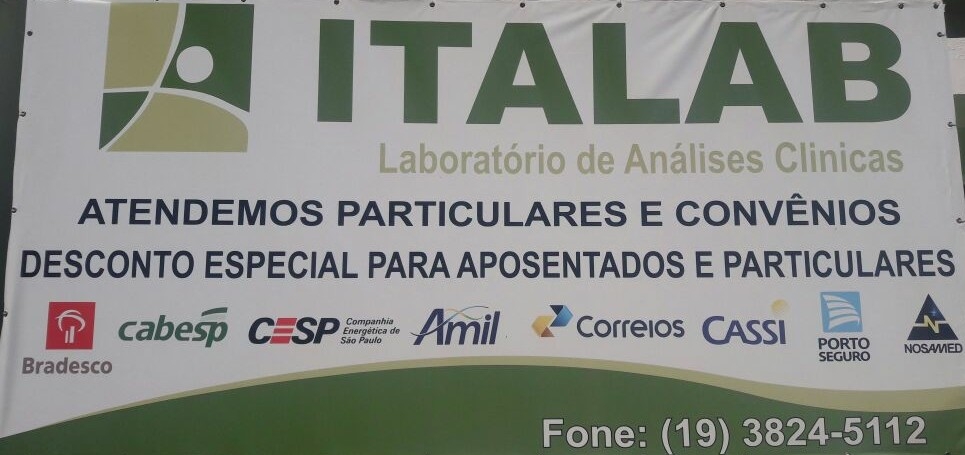 ITALAB
Laboratório de Análises Clinicas
ATENDEMOS PARTICULARES E CONVÊNIOS
DESCONTO ESPECIAL PARA APOSENTADOS E PARTICULARES
Bradesco
cabesp
CESP
Companhia
Energética de
São Paulo
Amil
Correios
CASSI
PORTO
SEGURO
NOSAMED
Fone: (19) 3824-5112